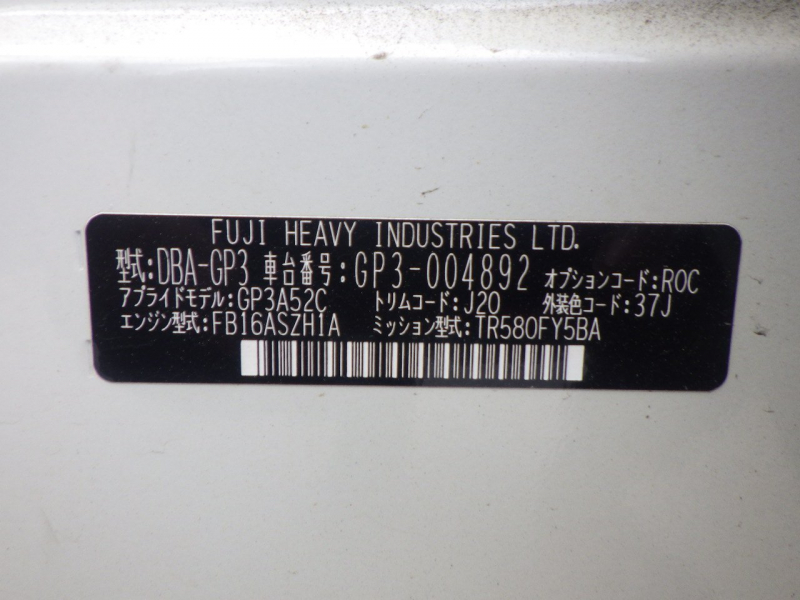 FUJI HEAVY INDUSTRIES LTD.
型式:DBA-GP3 車台番号:GP3-004892 オプションコード:ROC
アプライドモデル:GP3A52C トリムコード:J20 外装色コード:37J
エンジン型式:FB16ASZH1A ミッション型式:TR580FY5BA